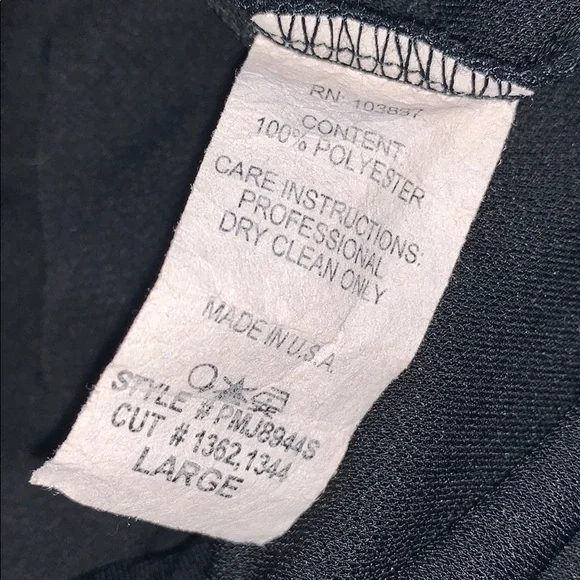 RN: 103897
CONTENT:
100% POLYESTER
CARE INSTRUCTIONS:
PROFESSIONAL
DRY CLEAN ONLY
MADE IN U.S.A.
STYLE # PMJ8944S
CUT # 1362,1344
LARGE